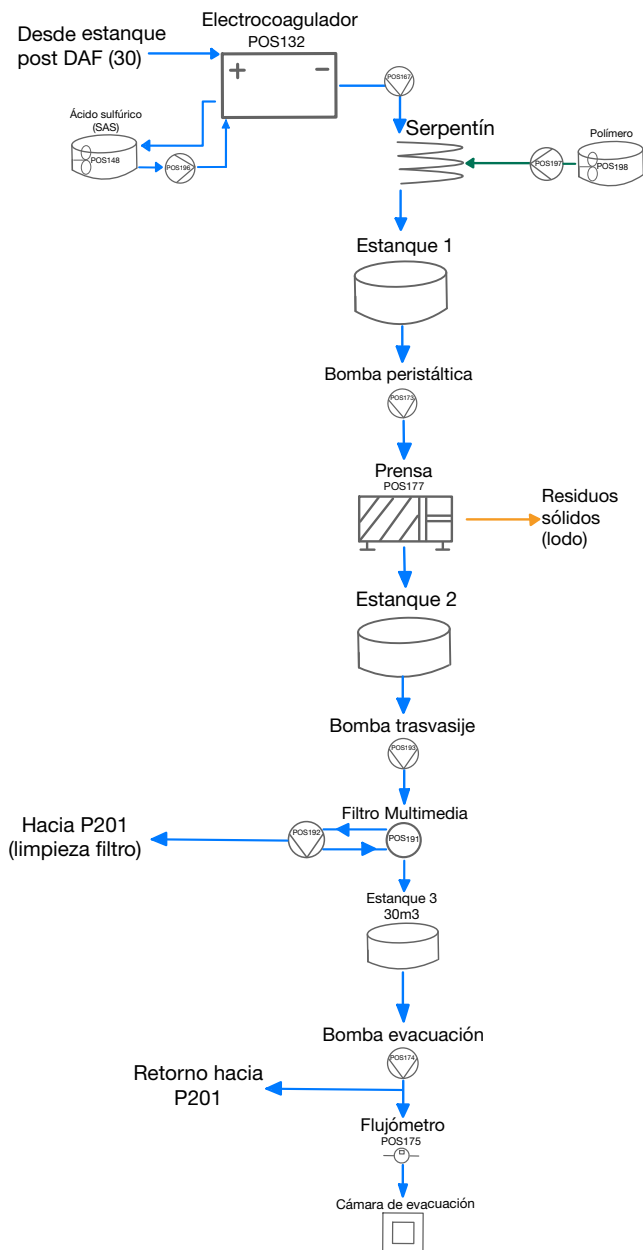 Electrocoagulador
POS132
Desde estanque
post DAF (30)
+ −
POS167
Ácido sulfúrico
(SAS)
POS148
POS196
Serpentín
Polímero
POS197
POS198
Estanque 1
Bomba peristáltica
POS173
Prensa
POS177
Residuos
sólidos
(lodo)
Estanque 2
Bomba trasvasije
POS193
Filtro Multimedia
Hacia P201
(limpieza filtro)
POS192
POS191
Estanque 3
30m3
Bomba evacuación
POS174
Retorno hacia
P201
Flujómetro
POS175
Cámara de evacuación